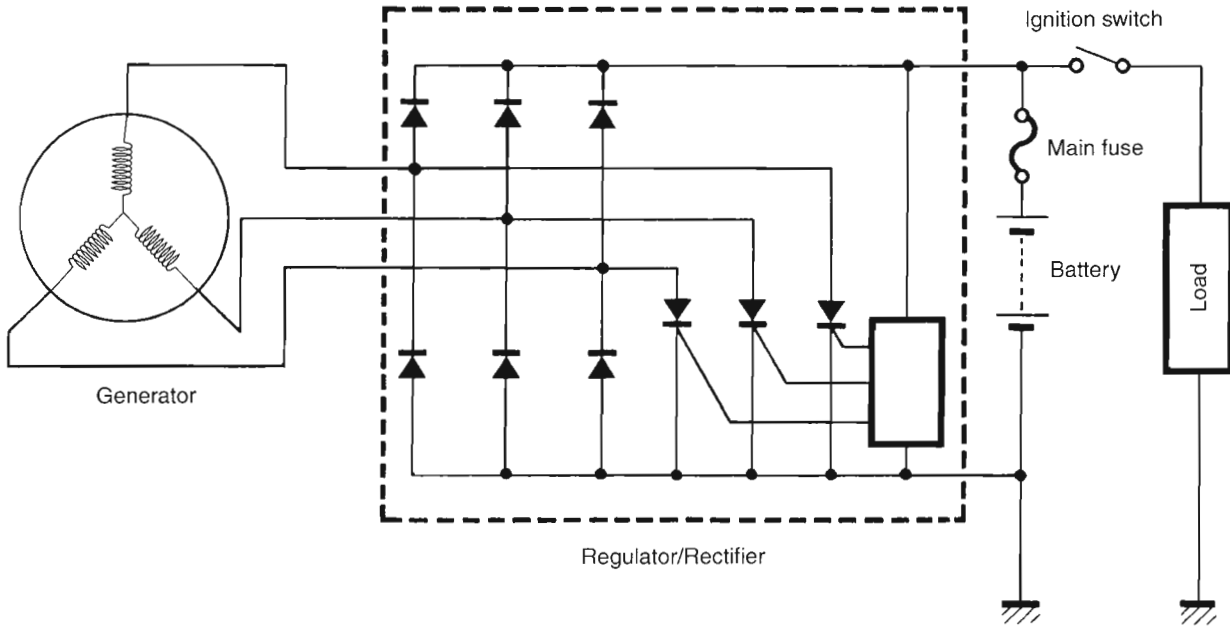 Ignition switch
Main fuse
Battery
Load
Generator
Regulator/Rectifier